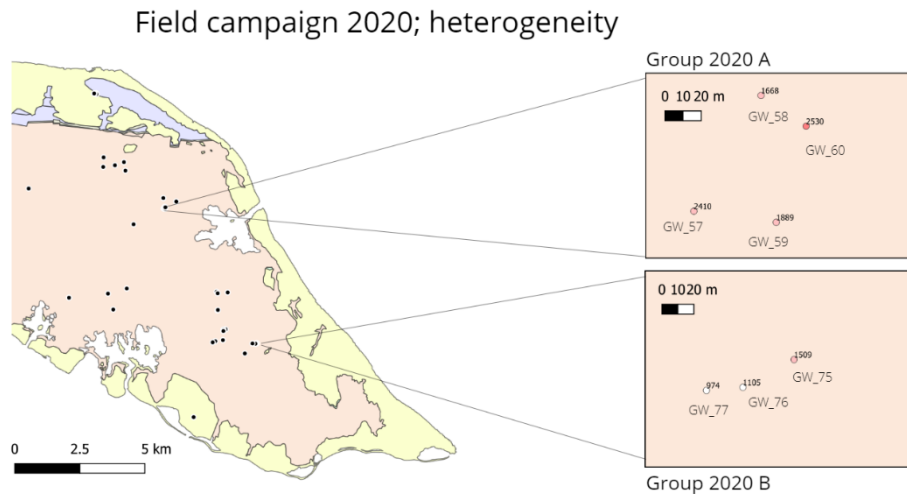 Field campaign 2020; heterogeneity
Group 2020 A
0 10 20 m
1668
GW_58
2530
GW_60
2410
GW_57
1889
GW_59
0 1020 m
1509
GW_75
974
1105
GW_77
GW_76
0 2.5 5 km
Group 2020 B